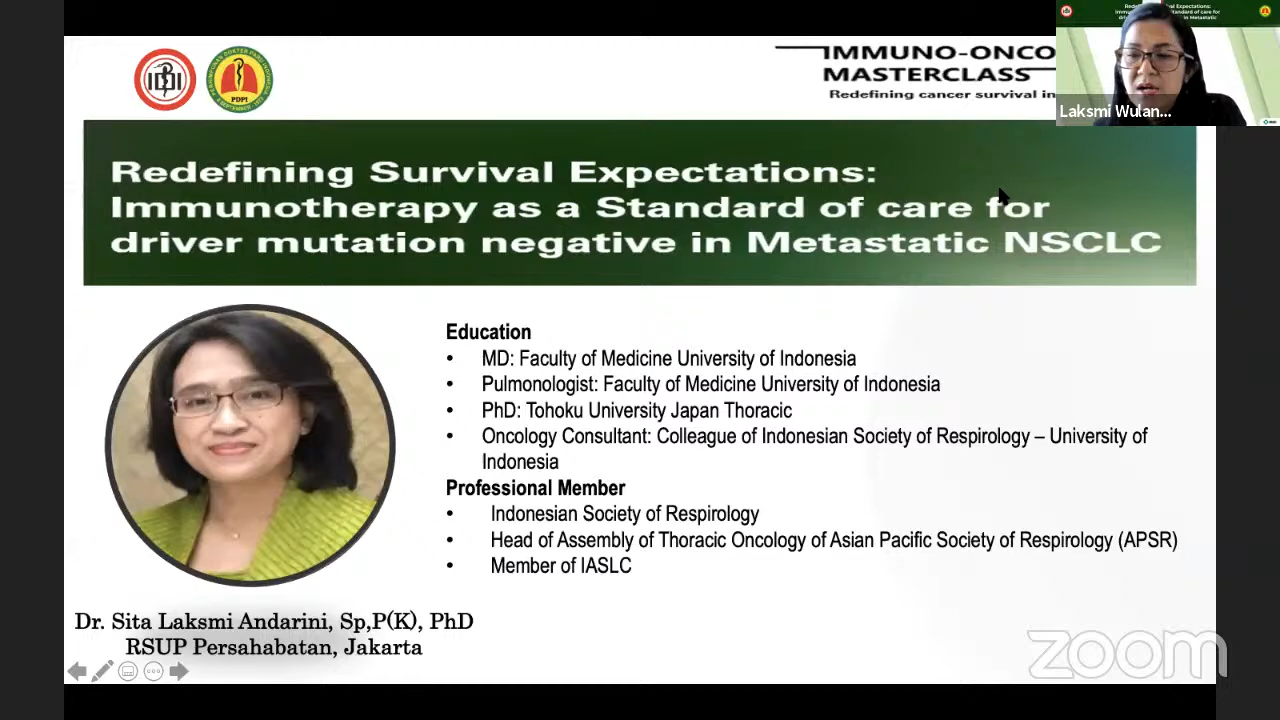 IMMUNO-ONCO
MASTERCLASS
Redefining cancer survival in
Laksmi Wulan...
IDI
PDPI
Redefining Survival Expectations:
Immunotherapy as a Standard of care for
driver mutation negative in Metastatic NSCLC
Education
• MD: Faculty of Medicine University of Indonesia
• Pulmonologist: Faculty of Medicine University of Indonesia
• PhD: Tohoku University Japan Thoracic
• Oncology Consultant: Colleague of Indonesian Society of Respirology – University of
Indonesia
Professional Member
• Indonesian Society of Respirology
• Head of Assembly of Thoracic Oncology of Asian Pacific Society of Respirology (APSR)
• Member of IASLC
Dr. Sita Laksmi Andarini, Sp,P(K), PhD
RSUP Persahabatan, Jakarta
zoom